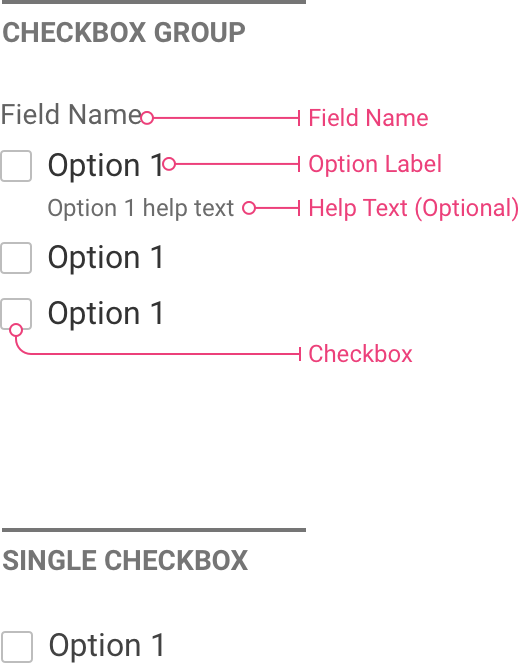 CHECKBOX GROUP
Field Name Field Name
Option 1 Option Label
Option 1 help text Help Text (Optional)
Option 1
Option 1
Checkbox
SINGLE CHECKBOX
Option 1